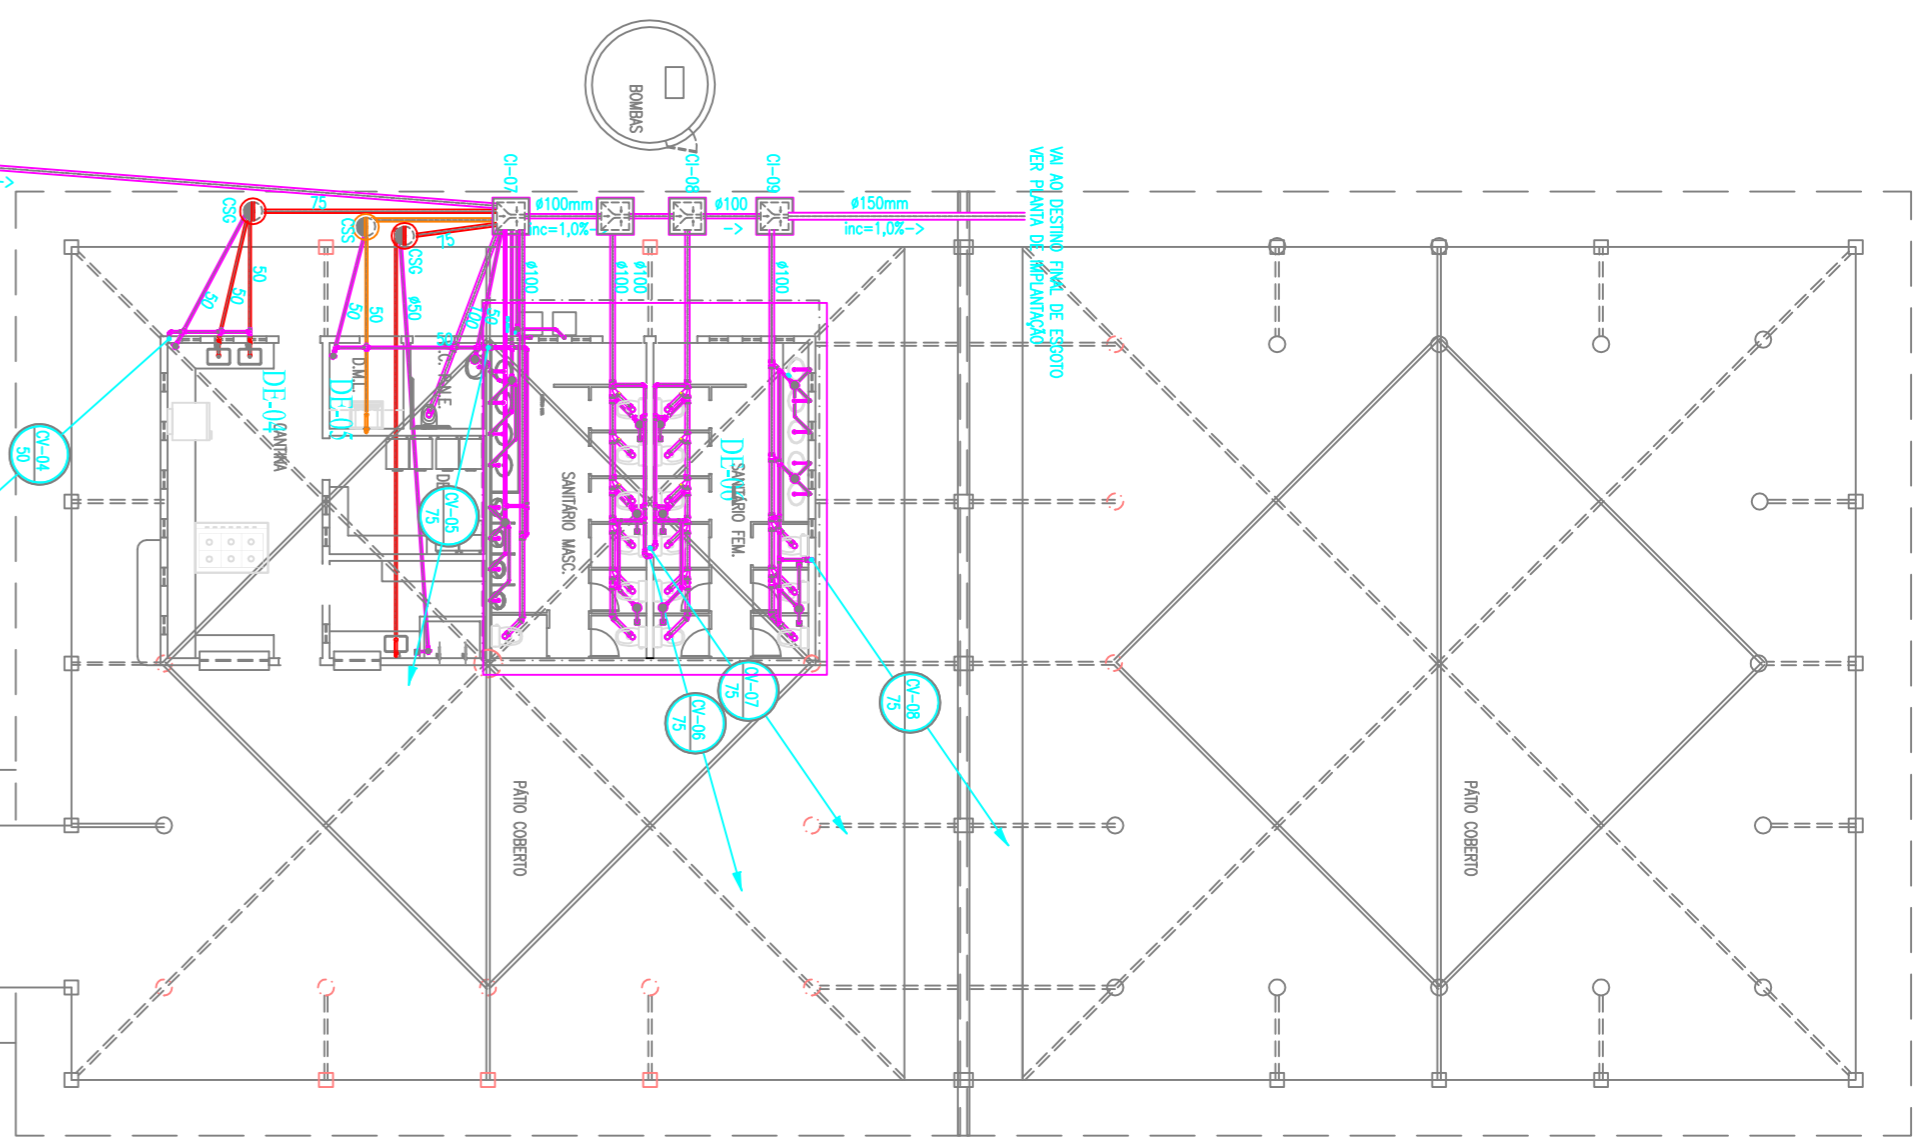 BOMBAS
VAI AO DESTINO FINAL DE ESGOTO
VER PLANTA DE IMPLANTAÇÃO
CI-07
CI-08
CI-09
ø100mm
inc=1,0%->
ø100
->
ø150mm
inc=1,0%->
->
CSG
75
CSS
CSG
75
50
50
50
50
50
ø50
100
50
ø100
ø100
ø100
ø100
DE-04
CANTINA
DE-05
D.M.L.
DE-06
SANITÁRIO FEM.
SANITÁRIO MASC.
CV-04
50
CV-05
75
CV-06
75
CV-07
75
CV-08
75
PÁTIO COBERTO
PÁTIO COBERTO